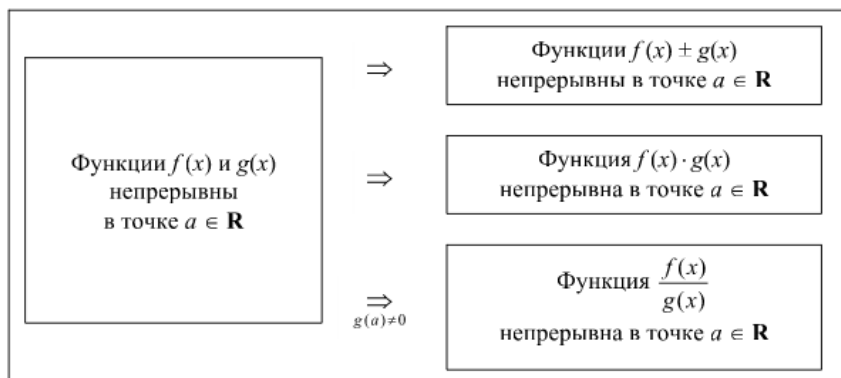 Функции f(x) и g(x)
непрерывны
в точке a ∈ R
⇒
Функции f(x) ± g(x)
непрерывны в точке a ∈ R
⇒
Функция f(x) · g(x)
непрерывна в точке a ∈ R
⇒
g(a)≠0
Функция f(x)/g(x)
непрерывна в точке a ∈ R